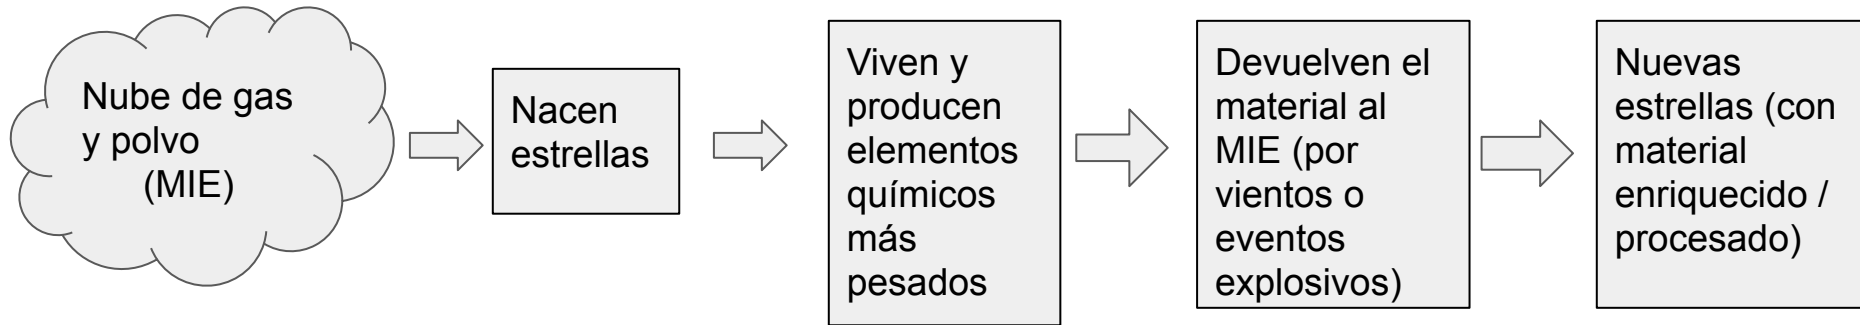 Nube de gas
y polvo
(MIE)
Nacen
estrellas
Viven y
producen
elementos
químicos
más
pesados
Devuelven el
material al
MIE (por
vientos o
eventos
explosivos)
Nuevas
estrellas (con
material
enriquecido /
procesado)